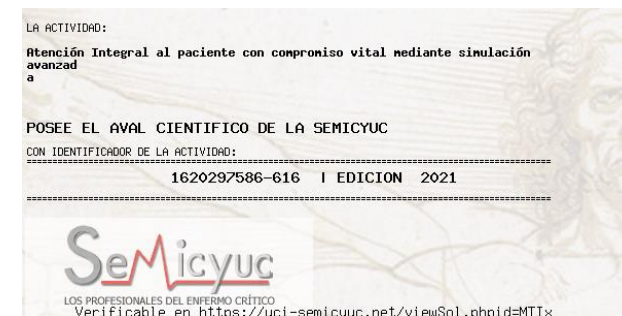 LA ACTIVIDAD:
Atención Integral al paciente con compromiso vital mediante simulación
avanzad
a
POSEE EL AVAL CIENTIFICO DE LA SEMICYUC
CON IDENTIFICADOR DE LA ACTIVIDAD:
1620297586-616 I EDICION 2021
SeMicyuc
LOS PROFESIONALES DEL ENFERMO CRÍTICO
Verificable en https://uci-semicyuc.net/viewSol.phpid=MTIx